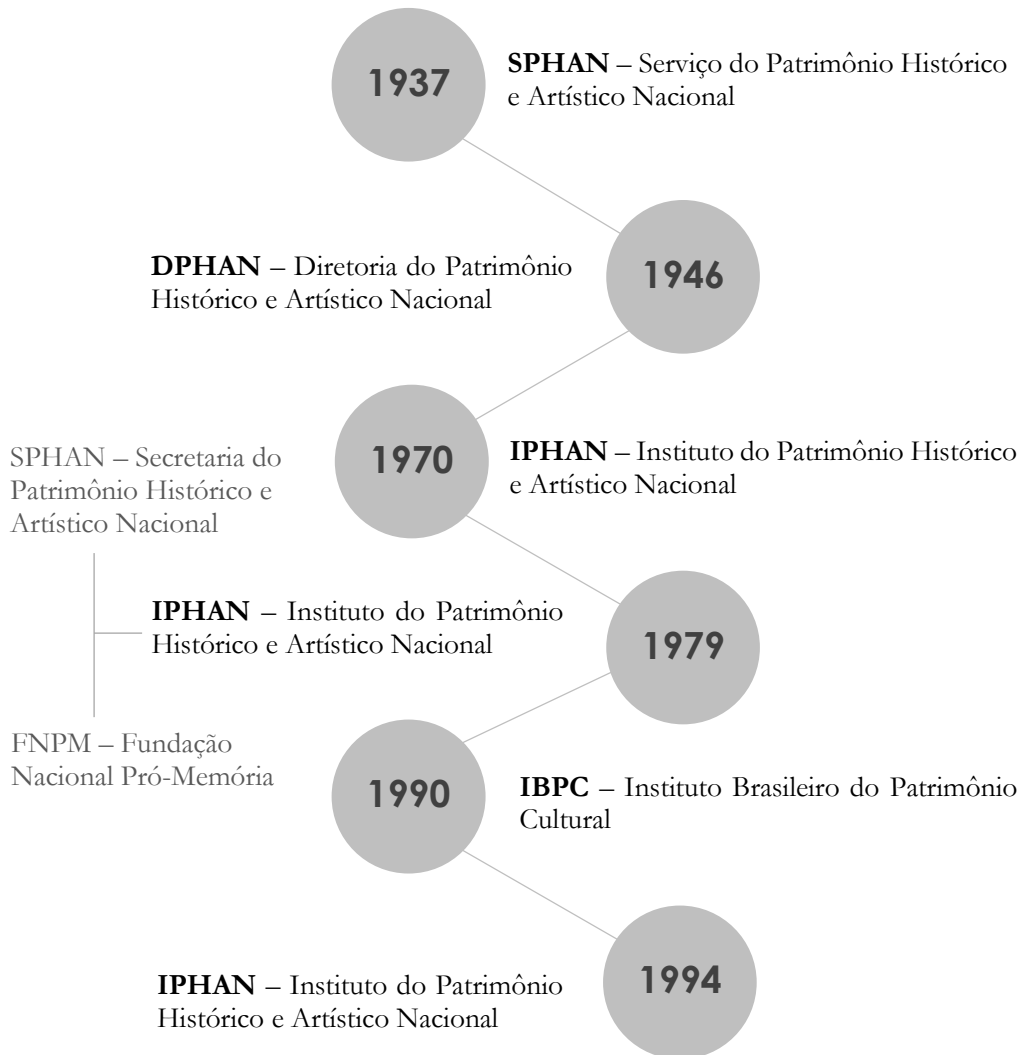 1937
SPHAN – Serviço do Patrimônio Histórico
e Artístico Nacional
DPHAN – Diretoria do Patrimônio
Histórico e Artístico Nacional
1946
SPHAN – Secretaria do
Patrimônio Histórico e
Artístico Nacional
1970
IPHAN – Instituto do Patrimônio Histórico
e Artístico Nacional
IPHAN – Instituto do Patrimônio
Histórico e Artístico Nacional
1979
FNPM – Fundação
Nacional Pró-Memória
1990
IBPC – Instituto Brasileiro do Patrimônio
Cultural
IPHAN – Instituto do Patrimônio
Histórico e Artístico Nacional
1994